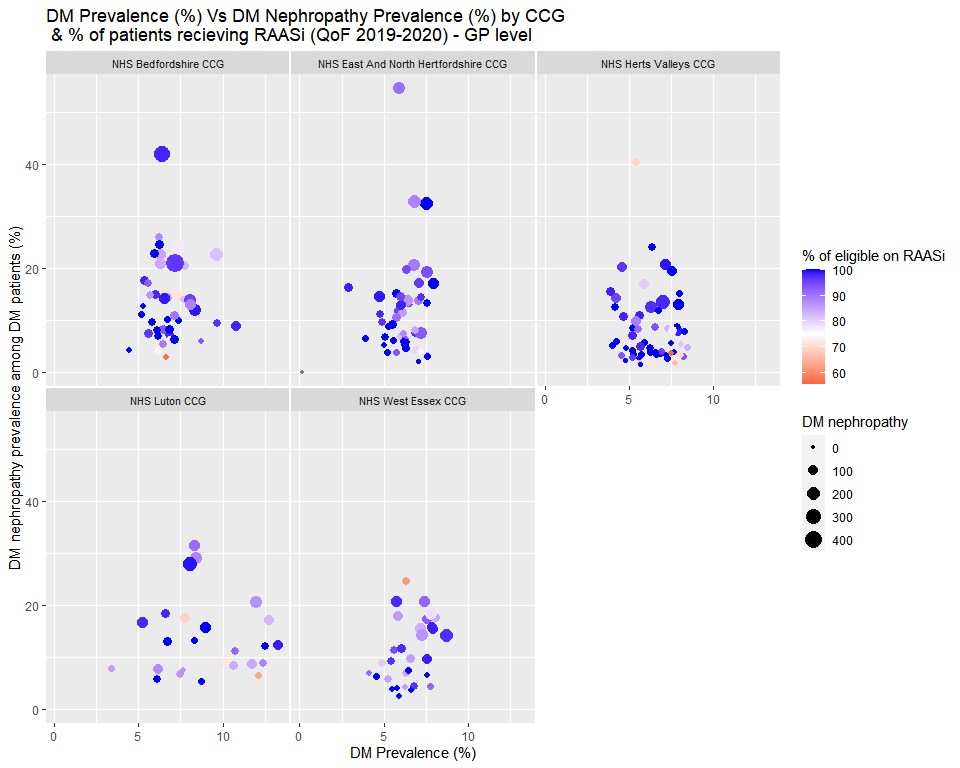 DM Prevalence (%) Vs DM Nephropathy Prevalence (%) by CCG
& % of patients recieving RAASi (QoF 2019-2020) - GP level
NHS Bedfordshire CCG
NHS East And North Hertfordshire CCG
NHS Herts Valleys CCG
40
20
0
0
5
10
NHS Luton CCG
NHS West Essex CCG
40
20
0
0
5
10
0
5
10
DM Prevalence (%)
DM nephropathy prevalence among DM patients (%)
% of eligible on RAASi
100
90
80
70
60
DM nephropathy
0
100
200
300
400